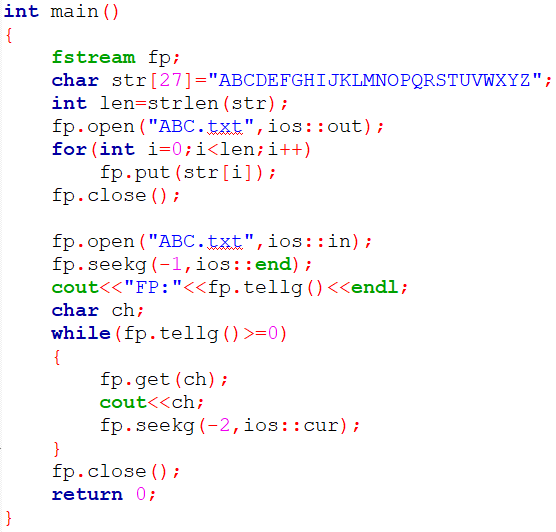 int main()
{
fstream fp;
char str[27]="ABCDEFGHIJKLMNOPQRSTUVWXYZ";
int len=strlen(str);
fp.open("ABC.txt",ios::out);
for(int i=0;i<len;i++)
fp.put(str[i]);
fp.close();
fp.open("ABC.txt",ios::in);
fp.seekg(-1,ios::end);
cout<<"FP:"<<fp.tellg()<<endl;
char ch;
while(fp.tellg()>=0)
{
fp.get(ch);
cout<<ch;
fp.seekg(-2,ios::cur);
}
fp.close();
return 0;
}